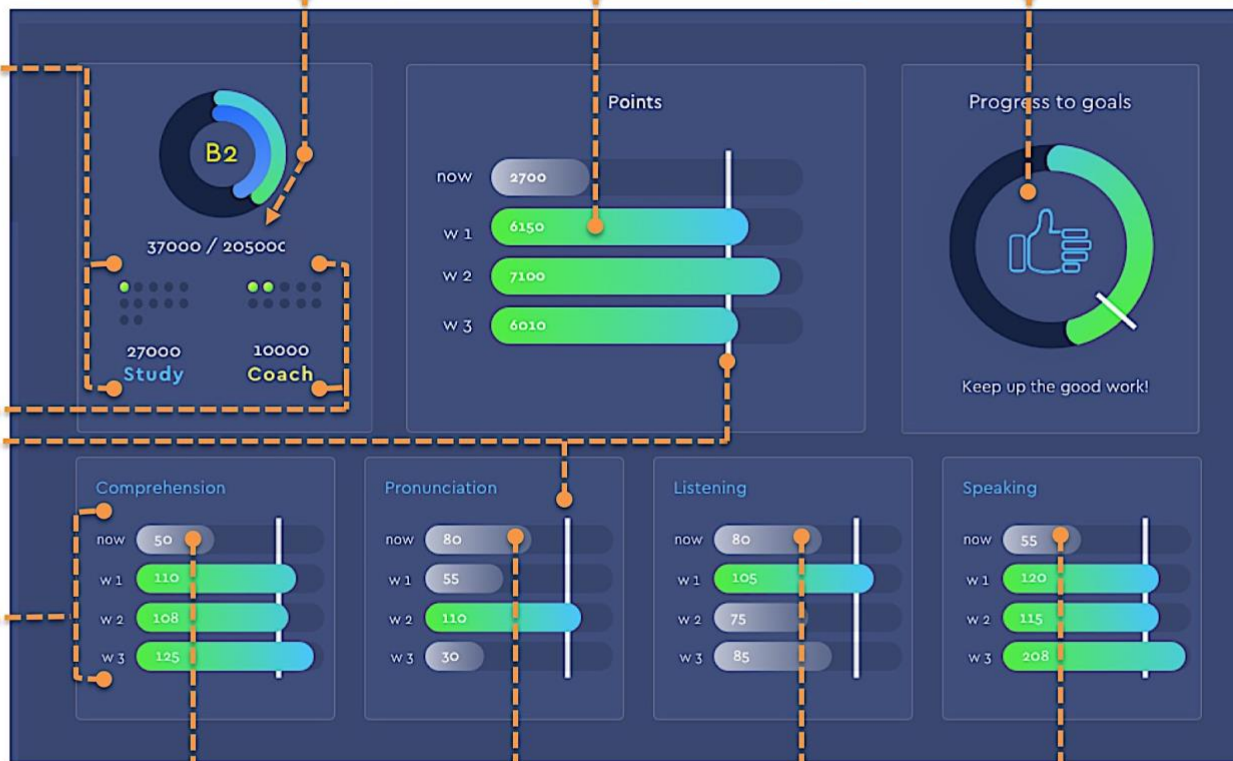 B2
37000 / 205000
27000
Study
10000
Coach
Points
now 2700
w 1 6150
w 2 7100
w 3 6010
Progress to goals
Keep up the good work!
Comprehension
now 50
w 1 110
w 2 108
w 3 125
Pronunciation
now 80
w 1 55
w 2 110
w 3 30
Listening
now 80
w 1 105
w 2 75
w 3 85
Speaking
now 55
w 1 120
w 2 115
w 3 208